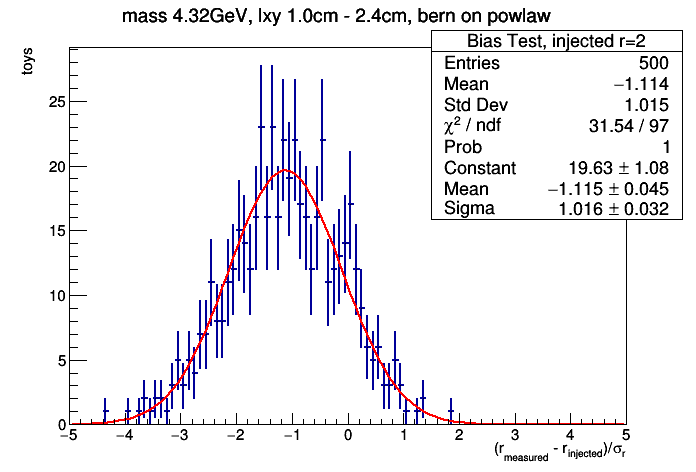 mass 4.32GeV, lxy 1.0cm - 2.4cm, bern on powlaw
Bias Test, injected r=2
Entries 500
Mean −1.114
Std Dev 1.015
χ² / ndf 31.54 / 97
Prob 1
Constant 19.63 ± 1.08
Mean −1.115 ± 0.045
Sigma 1.016 ± 0.032
toys
25
20
15
10
5
0
−5 −4 −3 −2 −1 0 1 2 3 4 5
(r_measured - r_injected)/σ_r